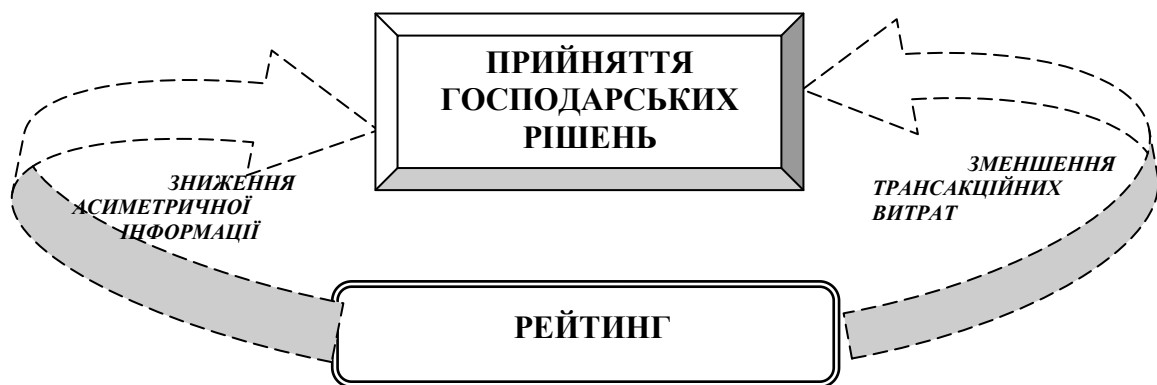 ПРИЙНЯТТЯ
ГОСПОДАРСЬКИХ
РІШЕНЬ
ЗНИЖЕННЯ
АСИМЕТРИЧНОЇ
ІНФОРМАЦІЇ
ЗМЕНШЕННЯ
ТРАНСАКЦІЙНИХ
ВИТРАТ
РЕЙТИНГ